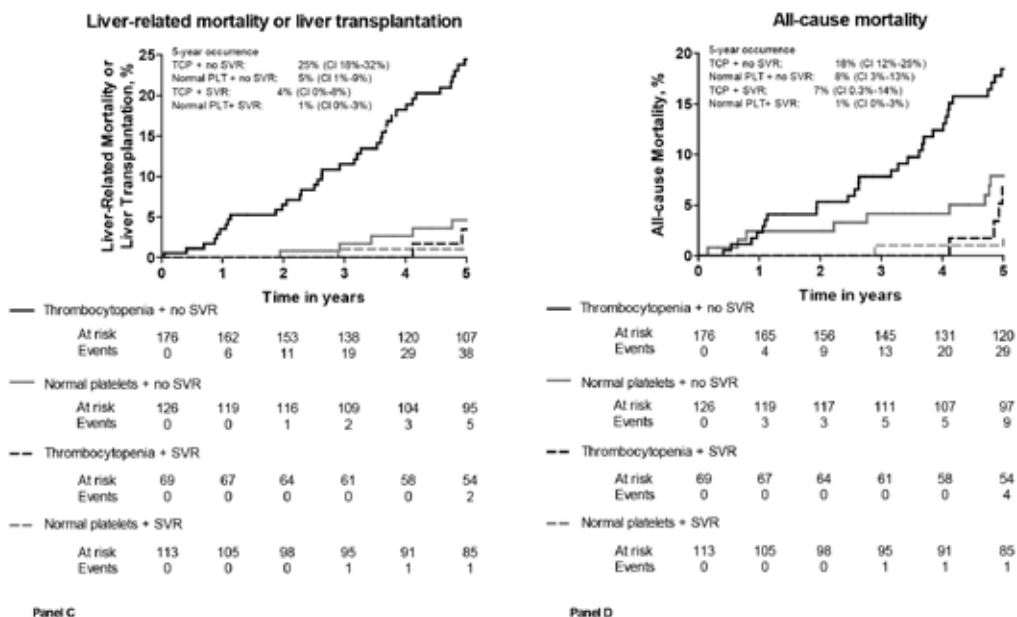 Liver-related mortality or liver transplantation
Liver-Related Mortality or
Liver Transplantation, %
25
20
15
10
5
0
5-year occurrence
TCP + no SVR: 25% (CI 18%-32%)
Normal PLT + no SVR: 5% (CI 1%-9%)
TCP + SVR: 4% (CI 0%-8%)
Normal PLT+ SVR: 1% (CI 0%-3%)
0 1 2 3 4 5
Time in years
Thrombocytopenia + no SVR
At risk 176 162 153 138 120 107
Events 0 6 11 19 29 38
Normal platelets + no SVR
At risk 126 119 116 109 104 95
Events 0 0 1 2 3 5
Thrombocytopenia + SVR
At risk 69 67 64 61 58 54
Events 0 0 0 0 0 2
Normal platelets + SVR
At risk 113 105 98 95 91 85
Events 0 0 0 1 1 1
Panel C
All-cause mortality
All-cause Mortality, %
20
15
10
5
0
5-year occurrence
TCP + no SVR: 18% (CI 12%-25%)
Normal PLT + no SVR: 8% (CI 3%-13%)
TCP + SVR: 7% (CI 0.3%-14%)
Normal PLT+ SVR: 1% (CI 0%-3%)
0 1 2 3 4 5
Time in years
Thrombocytopenia + no SVR
At risk 176 165 156 145 131 120
Events 0 4 9 13 20 29
Normal platelets + no SVR
At risk 126 119 117 111 107 97
Events 0 3 3 5 5 9
Thrombocytopenia + SVR
At risk 69 67 64 61 58 54
Events 0 0 0 0 0 4
Normal platelets + SVR
At risk 113 105 98 95 91 85
Events 0 0 0 1 1 1
Panel D